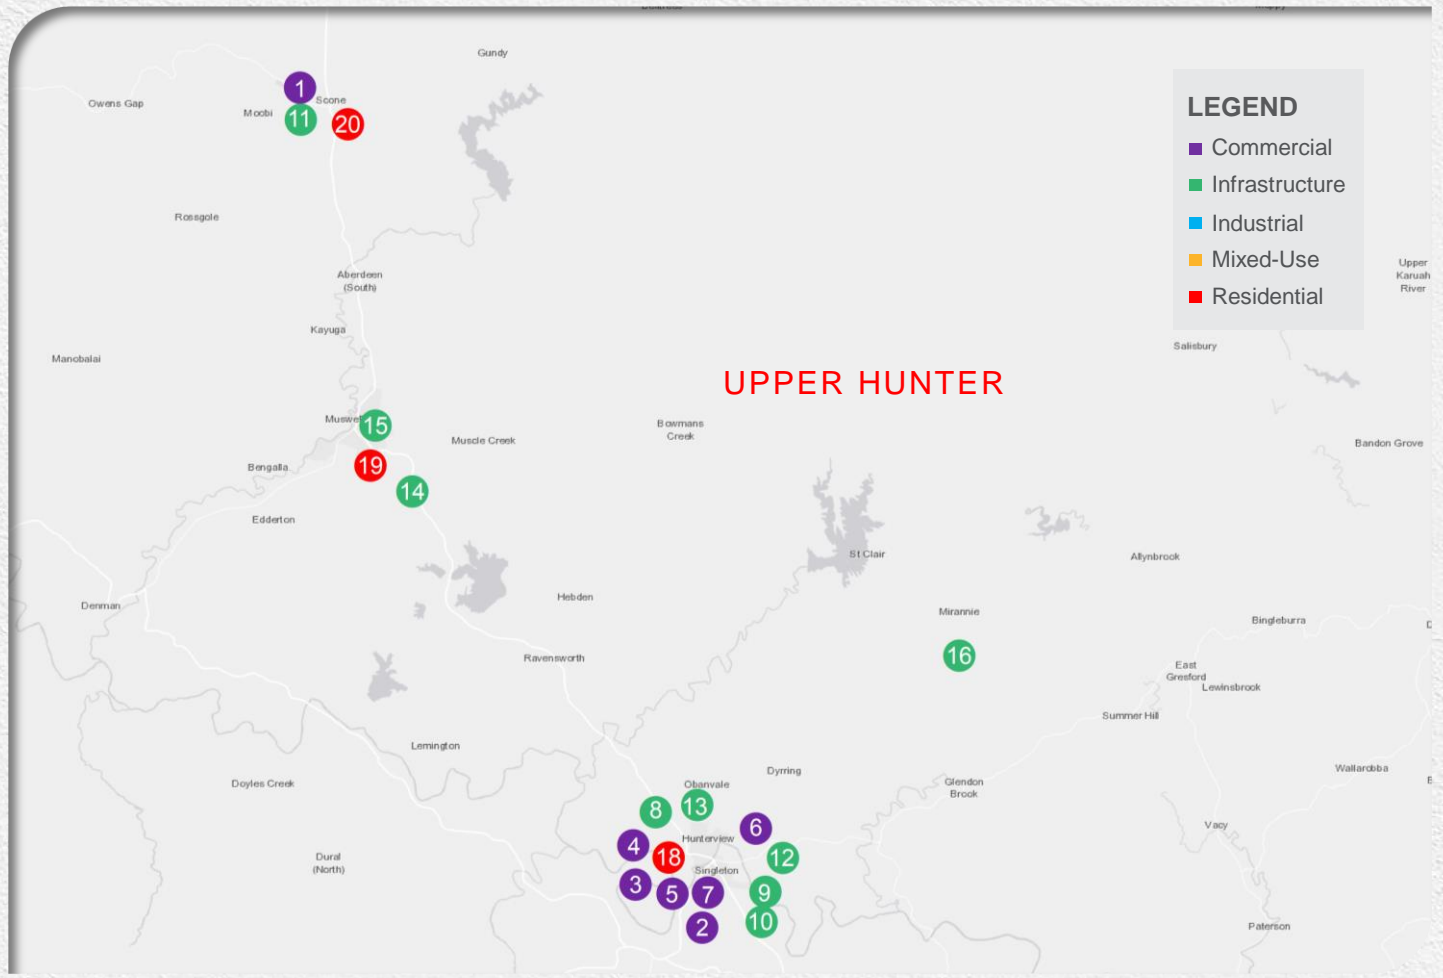 Gundy
1
Owens Gap
Scone
Moobi
11
20
LEGEND
Commercial
Infrastructure
Industrial
Mixed-Use
Residential
Rossgole
Aberdeen
(South)
Upper
Karuah
River
Kayuga
Salisbury
Manobalai
UPPER HUNTER
Muswel
15
Bowmans
Creek
Muscle Creek
Bandon Grove
Bengalla
19
14
Edderton
St Clair
Allynbrook
Hebden
Denman
Mirannie
Bingleburra
D
Ravensworth
16
East
Gresford
Lewinsbrook
Summer Hill
Lemington
Doyles Creek
Dyrring
Obanvale
Glendon
Brook
Wallarobba
8
13
6
Vacy
4
Hunterview
18
12
Dural
(North)
Singleton
3
5
7
9
2
10
Paterson